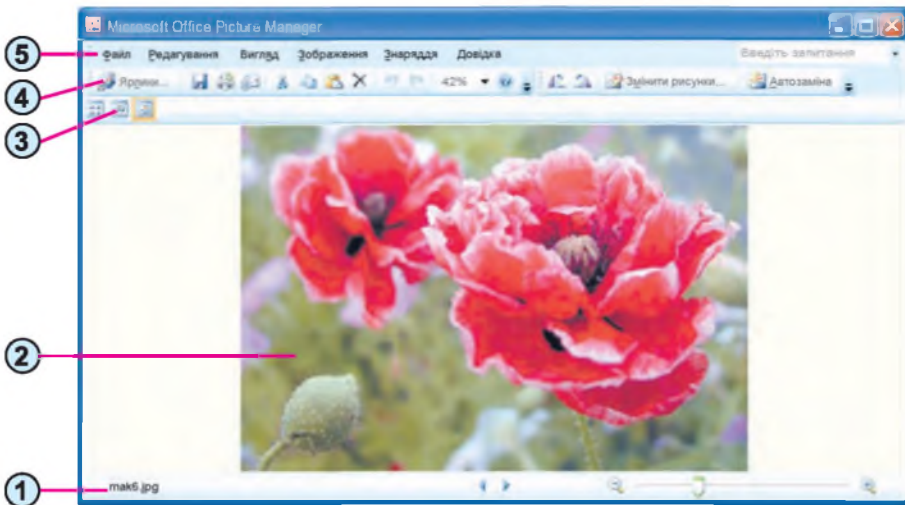 Microsoft Office Picture Manager
Файл Редагування Вигляд Зображення Знаряддя Довідка Введіть запитання
Ярлики... 42% Змінити рисунки... Автозаміна
mak6.jpg
5
4
3
2
1